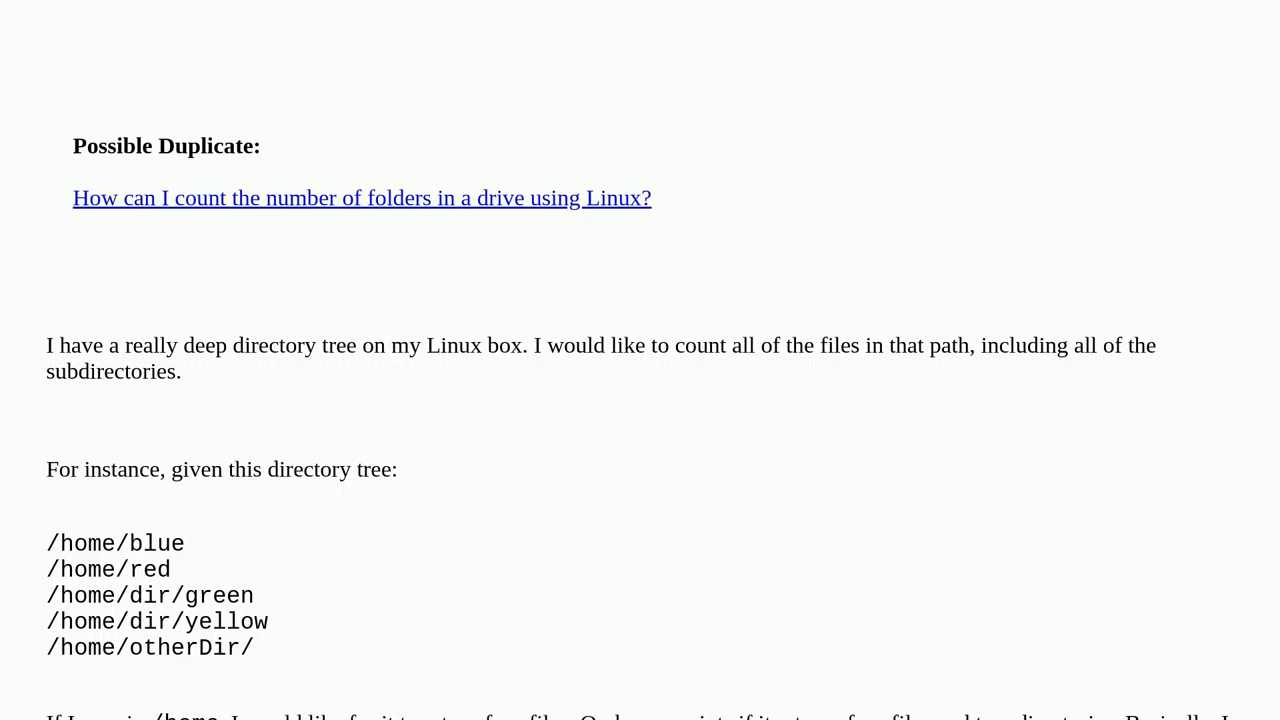 Possible Duplicate:
How can I count the number of folders in a drive using Linux?
I have a really deep directory tree on my Linux box. I would like to count all of the files in that path, including all of the
subdirectories.
For instance, given this directory tree:
/home/blue
/home/red
/home/dir/green
/home/dir/yellow
/home/otherDir/